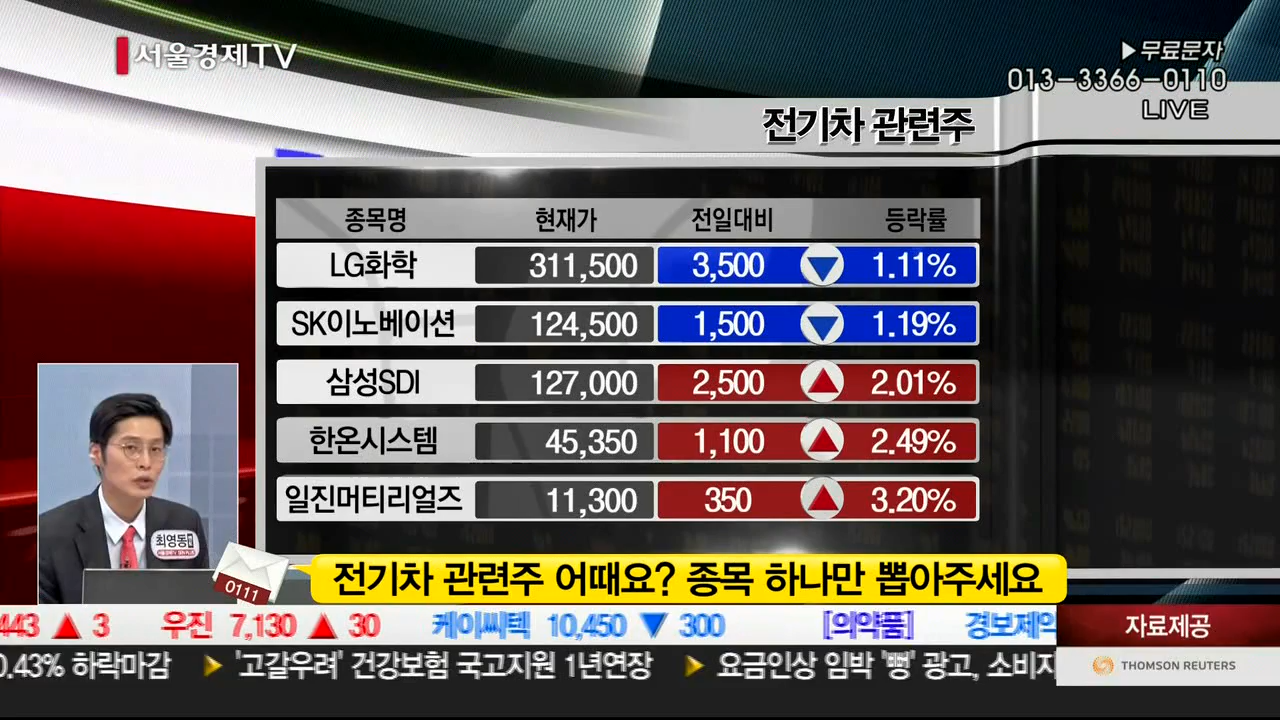 서울경제TV
▶무료문자
013-3366-0110
LIVE
전기차 관련주
종목명 현재가 전일대비 등락률
LG화학 311,500 3,500 ▼ 1.11%
SK이노베이션 124,500 1,500 ▼ 1.19%
삼성SDI 127,000 2,500 ▲ 2.01%
한온시스템 45,350 1,100 ▲ 2.49%
일진머티리얼즈 11,300 350 ▲ 3.20%
최영동
0111
전기차 관련주 어때요? 종목 하나만 뽑아주세요
443 ▲ 3 우진 7,130 ▲ 30 케이씨텍 10,450 ▼ 300 [의약품] 경보제약
자료제공
0.43% 하락마감 ▶ '고갈우려' 건강보험 국고지원 1년연장 ▶ 요금인상 임박 '뻥' 광고, 소비자
THOMSON REUTERS